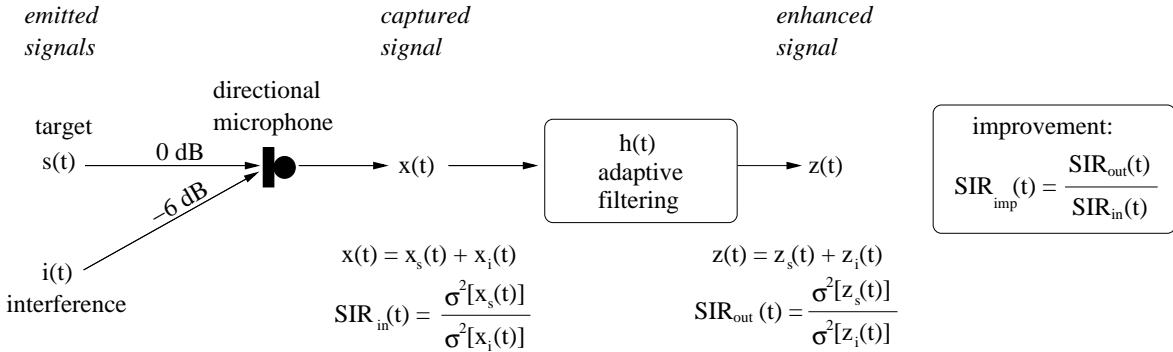 emitted signals
captured signal
enhanced signal
directional microphone
target
s(t)
0 dB
−6 dB
i(t)
interference
x(t)
h(t)
adaptive
filtering
z(t)
improvement:
SIR_imp(t) = SIR_out(t) / SIR_in(t)
x(t) = x_s(t) + x_i(t)
SIR_in(t) = σ²[x_s(t)] / σ²[x_i(t)]
z(t) = z_s(t) + z_i(t)
SIR_out (t) = σ²[z_s(t)] / σ²[z_i(t)]